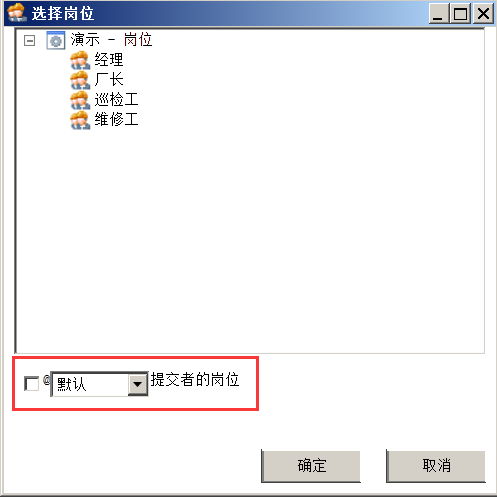 选择岗位
演示 - 岗位
经理
厂长
巡检工
维修工
@ 默认 提交者的岗位
确定 取消